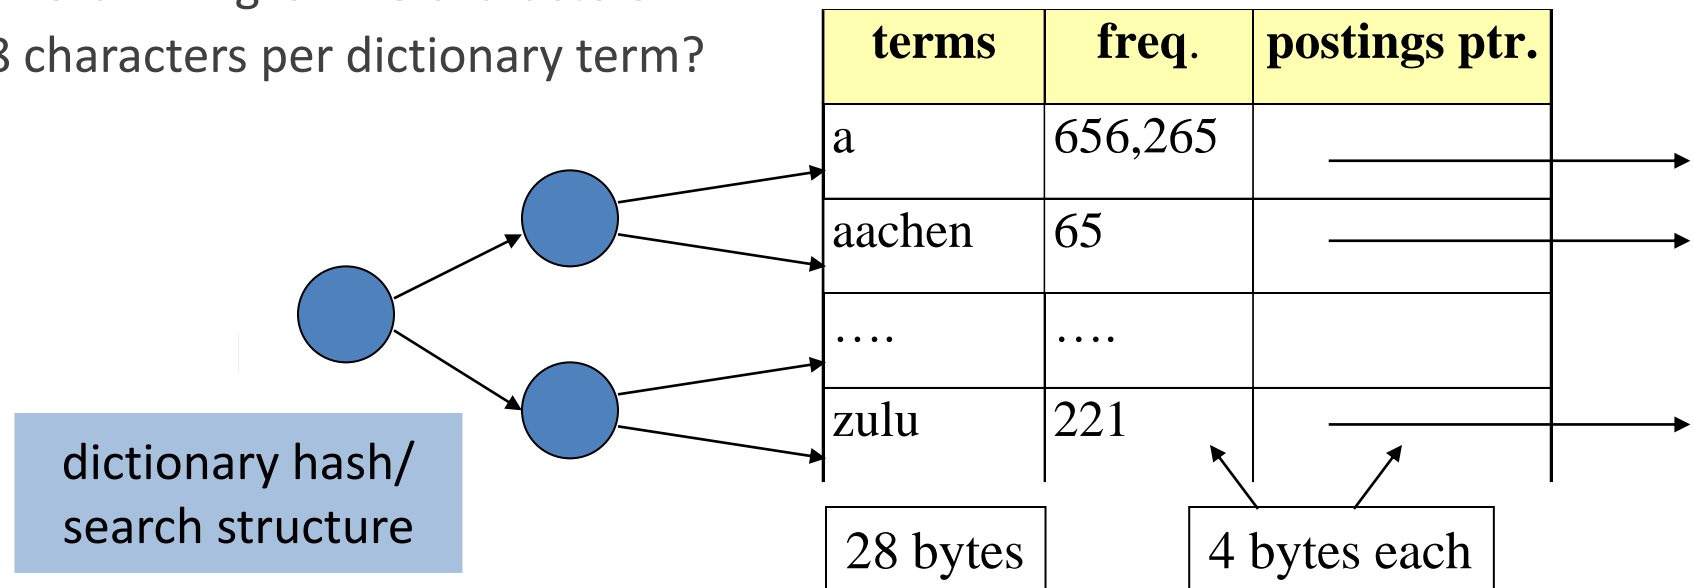 8 characters per dictionary term?
terms freq. postings ptr.
a 656,265
aachen 65
.... ....
zulu 221
dictionary hash/
search structure
28 bytes
4 bytes each